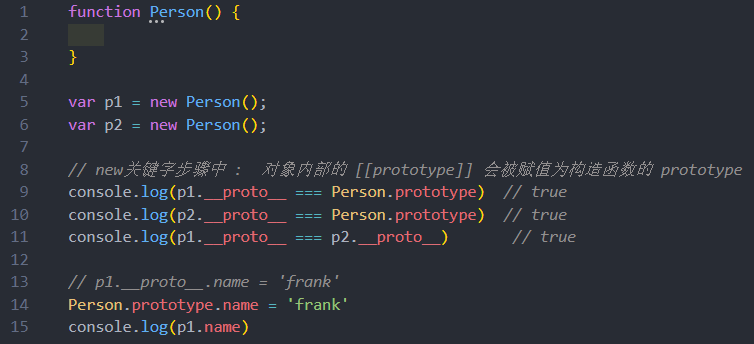 1 function Person() {
2
3 }
4
5 var p1 = new Person();
6 var p2 = new Person();
7
8 // new关键字步骤中： 对象内部的 [[prototype]] 会被赋值为构造函数的 prototype
9 console.log(p1.__proto__ === Person.prototype) // true
10 console.log(p2.__proto__ === Person.prototype) // true
11 console.log(p1.__proto__ === p2.__proto__) // true
12
13 // p1.__proto__.name = 'frank'
14 Person.prototype.name = 'frank'
15 console.log(p1.name)